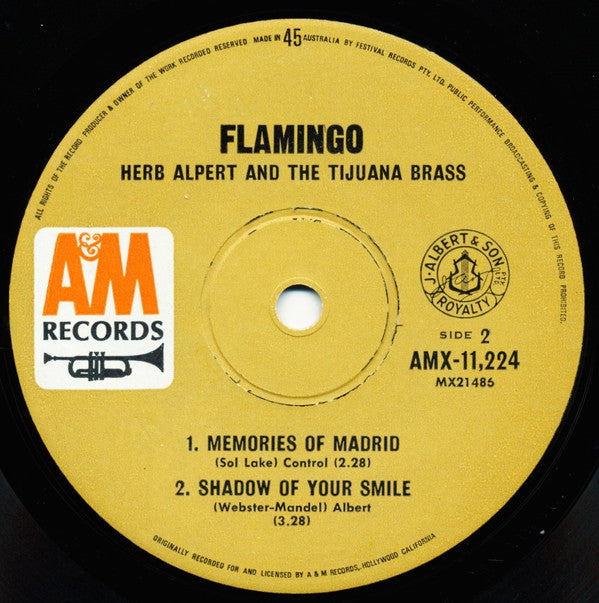 ALL RIGHTS OF THE RECORD PRODUCER & OWNER OF THE WORK RECORDED RESERVED MADE IN 45 AUSTRALIA BY FESTIVAL RECORDS PTY. LTD. PUBLIC PERFORMANCE BROADCASTING & COPYING OF THIS RECORD PROHIBITED.
FLAMINGO
HERB ALPERT AND THE TIJUANA BRASS
A&M
RECORDS
J. ALBERT & SON PTY. LTD.
ROYALTY
SIDE 2
AMX-11,224
MX21486
1. MEMORIES OF MADRID
(Sol Lake) Control (2.28)
2. SHADOW OF YOUR SMILE
(Webster-Mandel) Albert
(3.28)
ORIGINALLY RECORDED FOR AND LICENSED BY A & M RECORDS, HOLLYWOOD CALIFORNIA